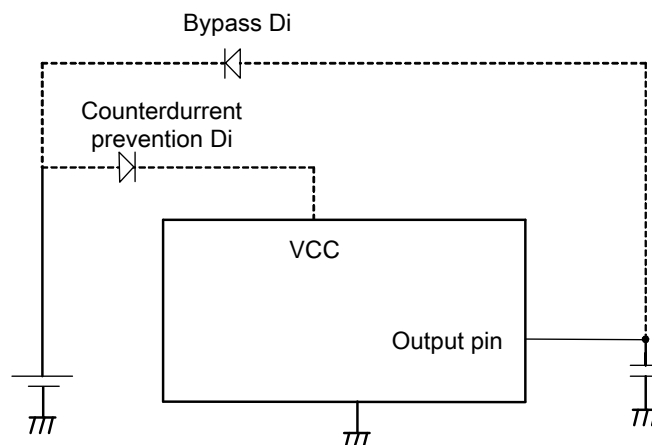 Bypass Di
Counterdurrent
prevention Di
VCC
Output pin